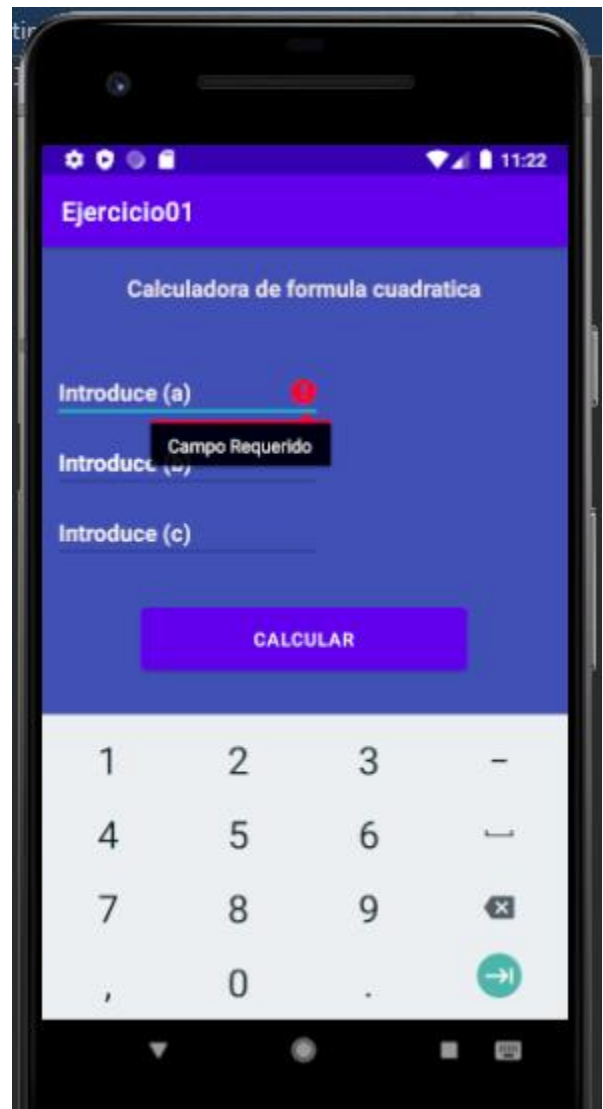 11:22
Ejercicio01
Calculadora de formula cuadratica
Introduce (a)
Campo Requerido
Introduce (b)
Introduce (c)
CALCULAR
1 2 3 -
4 5 6
7 8 9
, 0 .